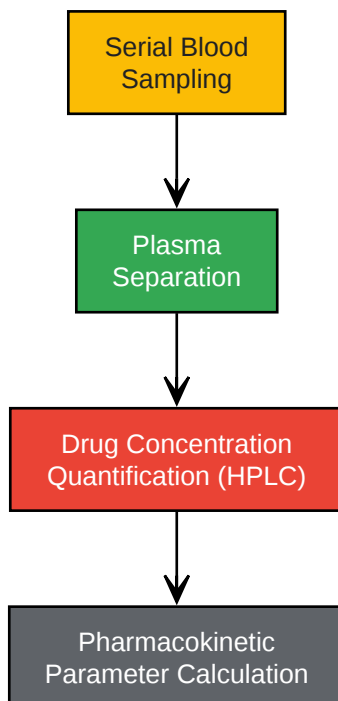 Serial Blood
Sampling
Plasma
Separation
Drug Concentration
Quantification (HPLC)
Pharmacokinetic
Parameter Calculation